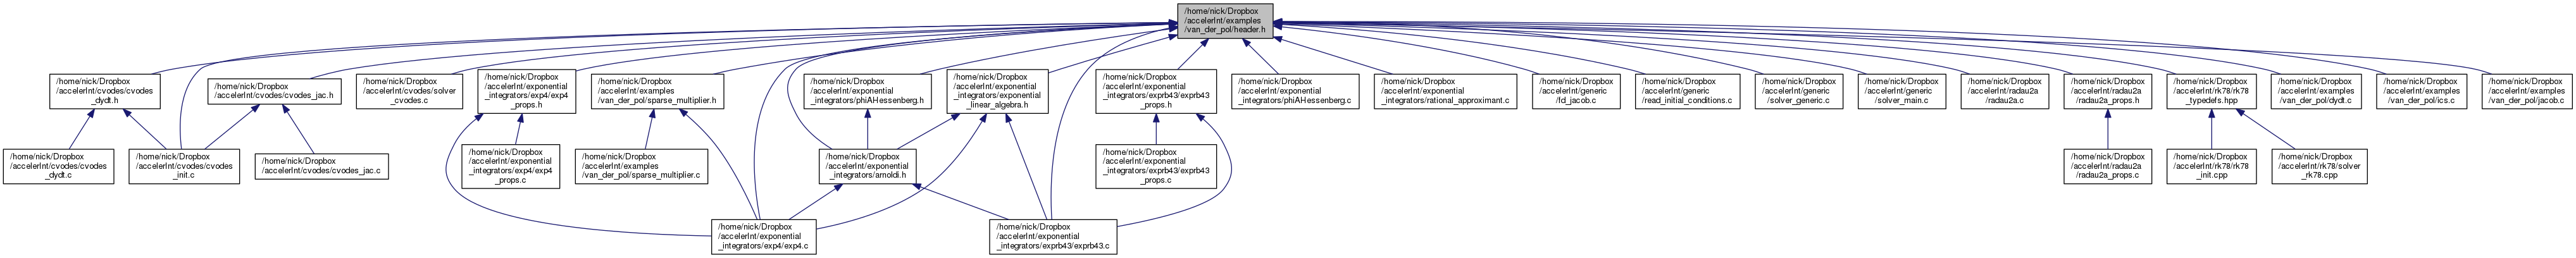 /home/nick/Dropbox
/accelerInt/examples
/van_der_pol/header.h
/home/nick/Dropbox
/accelerInt/cvodes/cvodes
_dydt.h
/home/nick/Dropbox
/accelerInt/cvodes/cvodes_jac.h
/home/nick/Dropbox
/accelerInt/cvodes/solver
_cvodes.c
/home/nick/Dropbox
/accelerInt/exponential
_integrators/exp4/exp4
_props.h
/home/nick/Dropbox
/accelerInt/examples
/van_der_pol/sparse_multiplier.h
/home/nick/Dropbox
/accelerInt/exponential
_integrators/phiAHessenberg.h
/home/nick/Dropbox
/accelerInt/exponential
_integrators/exponential
_linear_algebra.h
/home/nick/Dropbox
/accelerInt/exponential
_integrators/exprb43/exprb43
_props.h
/home/nick/Dropbox
/accelerInt/exponential
_integrators/phiAHessenberg.c
/home/nick/Dropbox
/accelerInt/exponential
_integrators/rational_approximant.c
/home/nick/Dropbox
/accelerInt/generic
/fd_jacob.c
/home/nick/Dropbox
/accelerInt/generic
/read_initial_conditions.c
/home/nick/Dropbox
/accelerInt/generic
/solver_generic.c
/home/nick/Dropbox
/accelerInt/generic
/solver_main.c
/home/nick/Dropbox
/accelerInt/radau2a
/radau2a.c
/home/nick/Dropbox
/accelerInt/radau2a
/radau2a_props.h
/home/nick/Dropbox
/accelerInt/rk78/rk78
_typedefs.hpp
/home/nick/Dropbox
/accelerInt/examples
/van_der_pol/dydt.c
/home/nick/Dropbox
/accelerInt/examples
/van_der_pol/ics.c
/home/nick/Dropbox
/accelerInt/examples
/van_der_pol/jacob.c
/home/nick/Dropbox
/accelerInt/cvodes/cvodes
_dydt.c
/home/nick/Dropbox
/accelerInt/cvodes/cvodes
_init.c
/home/nick/Dropbox
/accelerInt/cvodes/cvodes_jac.c
/home/nick/Dropbox
/accelerInt/exponential
_integrators/exp4/exp4
_props.c
/home/nick/Dropbox
/accelerInt/examples
/van_der_pol/sparse_multiplier.c
/home/nick/Dropbox
/accelerInt/exponential
_integrators/arnoldi.h
/home/nick/Dropbox
/accelerInt/exponential
_integrators/exprb43/exprb43
_props.c
/home/nick/Dropbox
/accelerInt/radau2a
/radau2a_props.c
/home/nick/Dropbox
/accelerInt/rk78/rk78
_init.cpp
/home/nick/Dropbox
/accelerInt/rk78/solver
_rk78.cpp
/home/nick/Dropbox
/accelerInt/exponential
_integrators/exp4/exp4.c
/home/nick/Dropbox
/accelerInt/exponential
_integrators/exprb43/exprb43.c